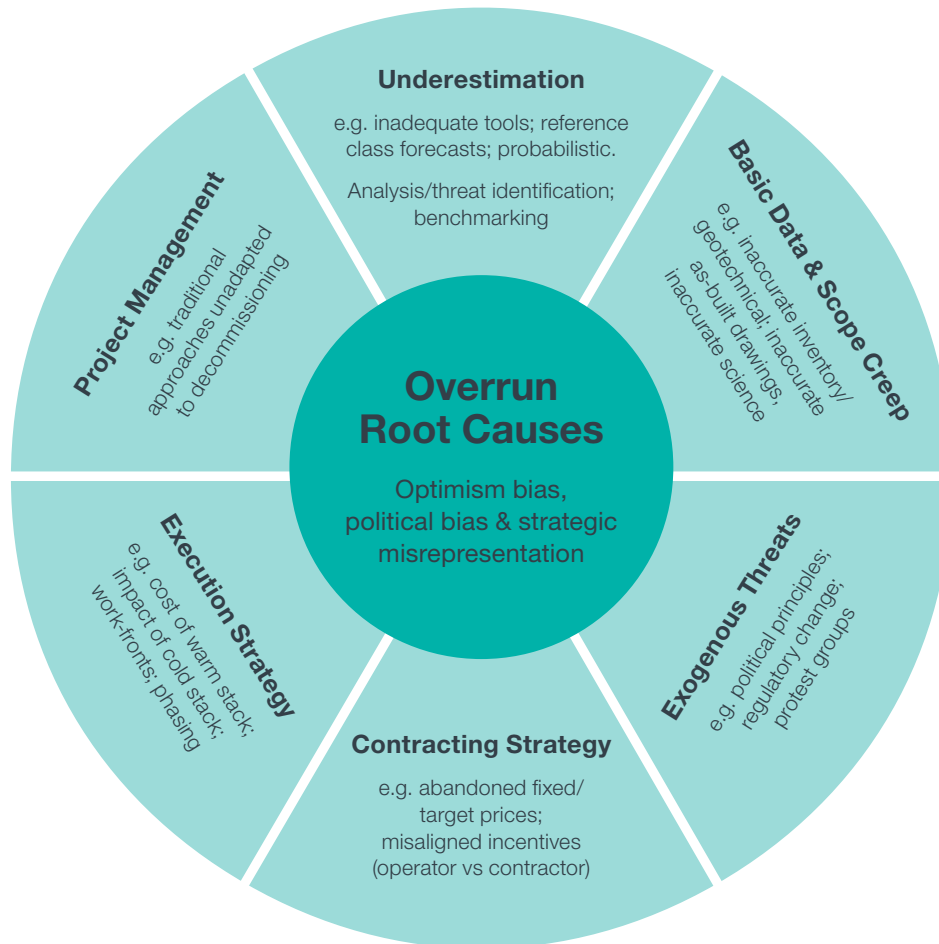 Underestimation
e.g. inadequate tools; reference
class forecasts; probabilistic.
Analysis/threat identification;
benchmarking
Basic Data & Scope Creep
e.g. inaccurate inventory/
geotechnical; inaccurate
as-built drawings,
inaccurate science
Exogenous Threats
e.g. political principles;
regulatory change;
protest groups
Contracting Strategy
e.g. abandoned fixed/
target prices;
misaligned incentives
(operator vs contractor)
Execution Strategy
e.g. cost of warm stack;
impact of cold stack;
work-fronts; phasing
Project Management
e.g. traditional
approaches unadapted
to decommissioning
Overrun
Root Causes
Optimism bias,
political bias & strategic
misrepresentation